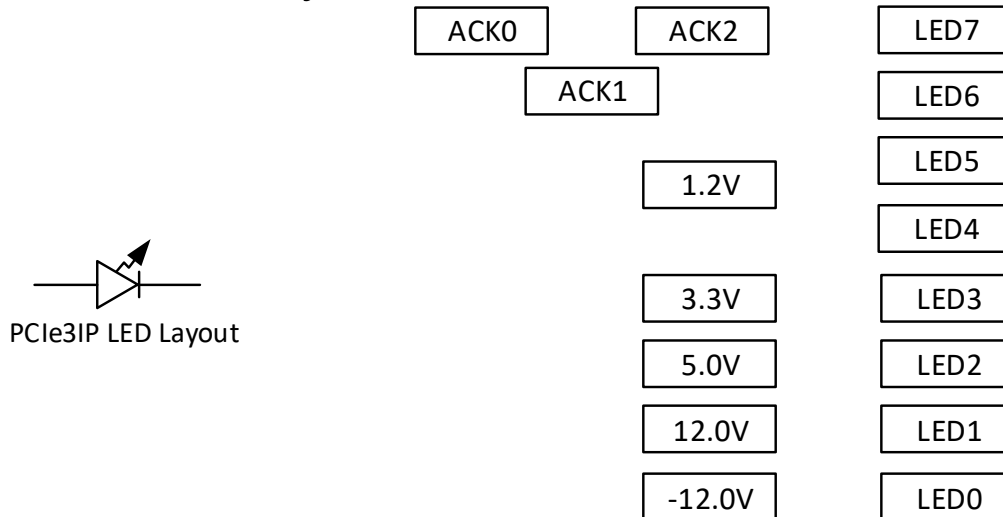 ACK0 ACK2 LED7
ACK1 LED6
LED5
1.2V
LED4
3.3V LED3
PCIe3IP LED Layout
5.0V LED2
12.0V LED1
-12.0V LED0